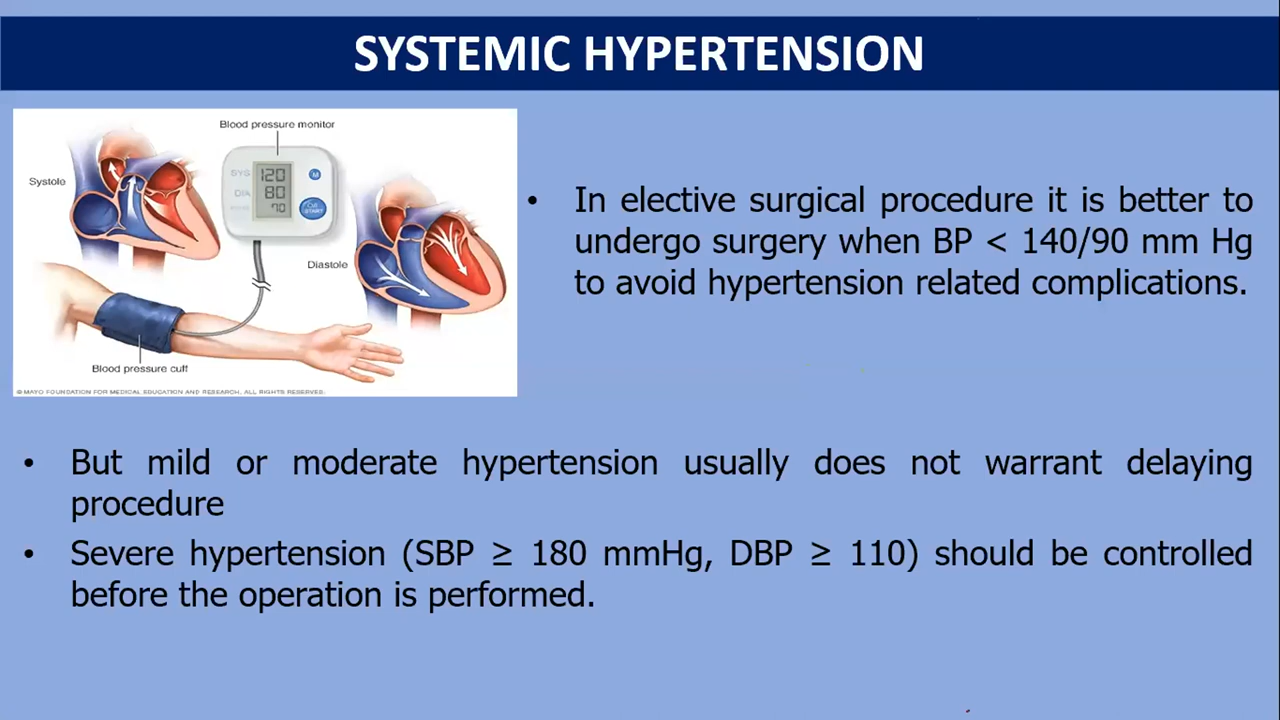 SYSTEMIC HYPERTENSION
Blood pressure monitor
Systole
SYS 120
DIA 80
70
M
START
Diastole
Blood pressure cuff
© MAYO FOUNDATION FOR MEDICAL EDUCATION AND RESEARCH. ALL RIGHTS RESERVED.
• In elective surgical procedure it is better to
undergo surgery when BP < 140/90 mm Hg
to avoid hypertension related complications.
• But mild or moderate hypertension usually does not warrant delaying
procedure
• Severe hypertension (SBP ≥ 180 mmHg, DBP ≥ 110) should be controlled
before the operation is performed.